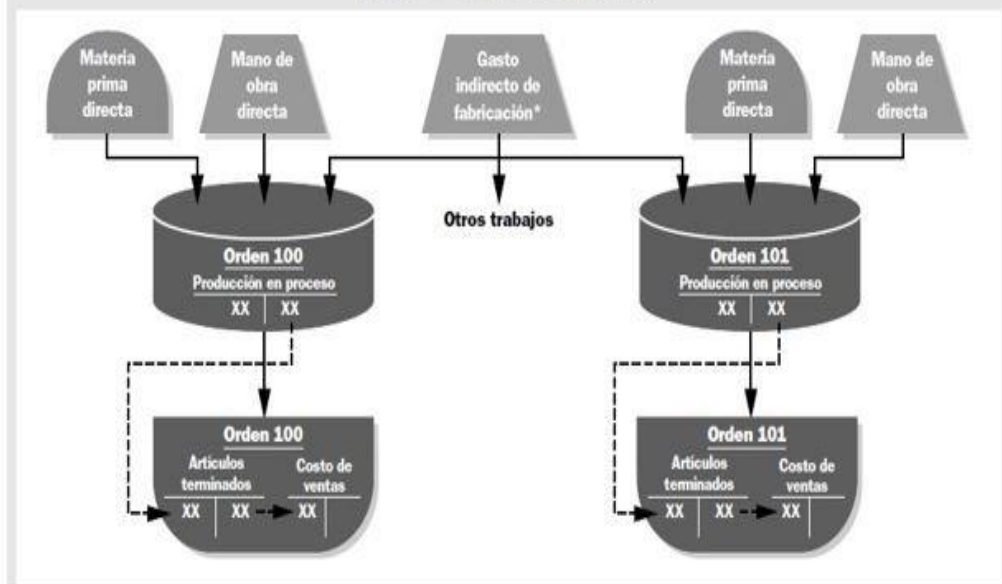 Materia
prima
directa
Mano de
obra
directa
Gasto
indirecto de
fabricación*
Materia
prima
directa
Mano de
obra
directa
Otros trabajos
Orden 100
Producción en proceso
XX XX
Orden 101
Producción en proceso
XX XX
Orden 100
Artículos
terminados
Costo de
ventas
XX XX XX
Orden 101
Artículos
terminados
Costo de
ventas
XX XX XX